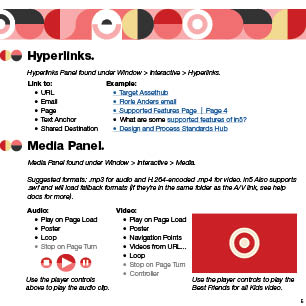 Hyperlinks.
Hyperlinks Panel found under Window > Interactive > Hyperlinks.
Link to: Example:
• URL • Target Assethub
• Email • Rorie Anders email
• Page • Supported Features Page | Page 4
• Text Anchor • What are some supported features of in5?
• Shared Destination • Design and Process Standards Hub
Media Panel.
Media Panel found under Window > Interactive > Media.
Suggested formats: .mp3 for audio and H.264-encoded .mp4 for video. In5 Also supports
.swf and will load fallback formats (if they're in the same folder as the A/V link, see help
docs for more).
Audio:
• Play on Page Load
• Poster
• Loop
• Stop on Page Turn
Use the player controls
above to play the audio clip.
Video:
• Play on Page Load
• Poster
• Navigation Points
• Videos from URL...
• Loop
• Stop on Page Turn
• Controller
Use the player controls to play the
Best Friends for all Kids video.